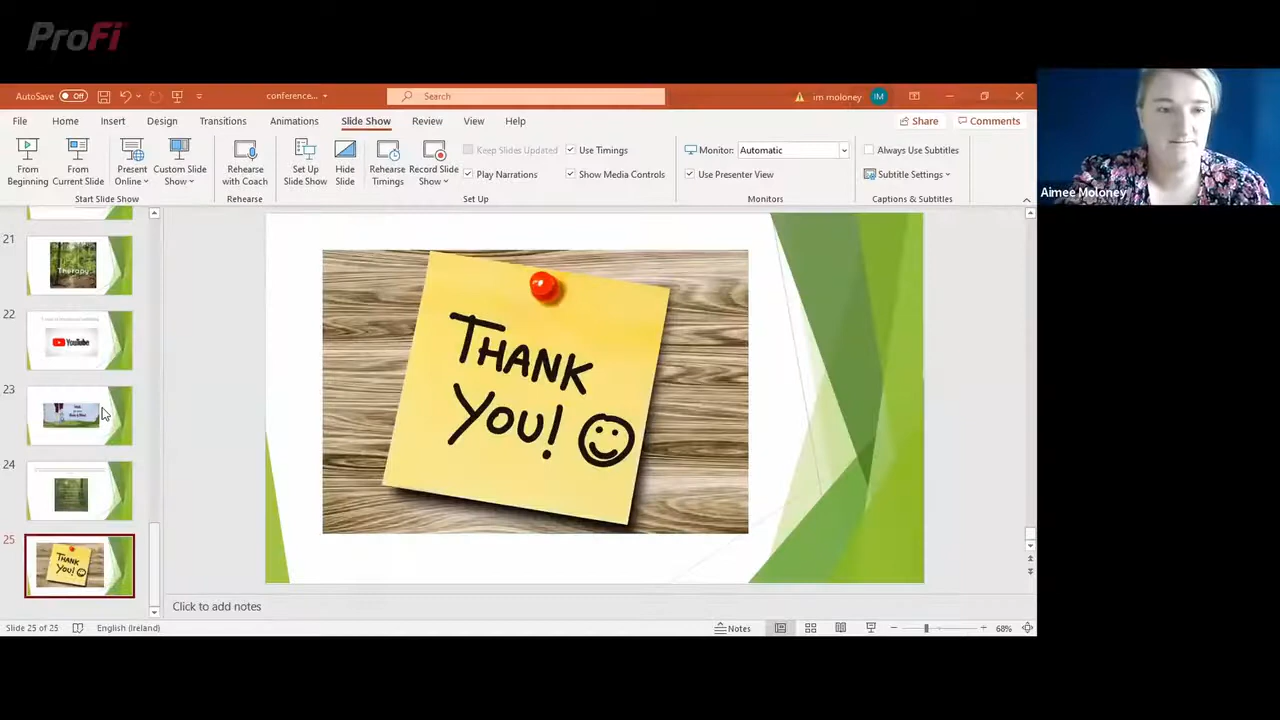 ProFi
AutoSave Off conference... Search im moloney IM
File Home Insert Design Transitions Animations Slide Show Review View Help Share Comments
From Beginning
From Current Slide
Present Online
Custom Slide Show
Start Slide Show
Rehearse with Coach
Rehearse
Set Up Slide Show
Hide Slide
Rehearse Timings
Record Slide Show
Keep Slides Updated
Play Narrations
Use Timings
Show Media Controls
Set Up
Monitor: Automatic
Use Presenter View
Monitors
Always Use Subtitles
Subtitle Settings
Captions & Subtitles
Aimee Moloney
21
Therapy
22
YouTube
23
24
25
THANK
YOU!
THANK
YOU!
Click to add notes
Slide 25 of 25 English (Ireland) Notes 68%